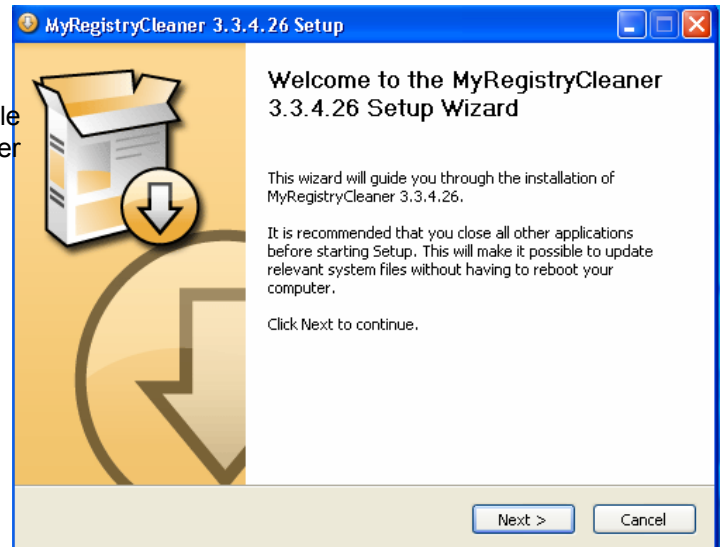 MyRegistryCleaner 3.3.4.26 Setup
Welcome to the MyRegistryCleaner
3.3.4.26 Setup Wizard
le
er
This wizard will guide you through the installation of
MyRegistryCleaner 3.3.4.26.
It is recommended that you close all other applications
before starting Setup. This will make it possible to update
relevant system files without having to reboot your
computer.
Click Next to continue.
Next >
Cancel